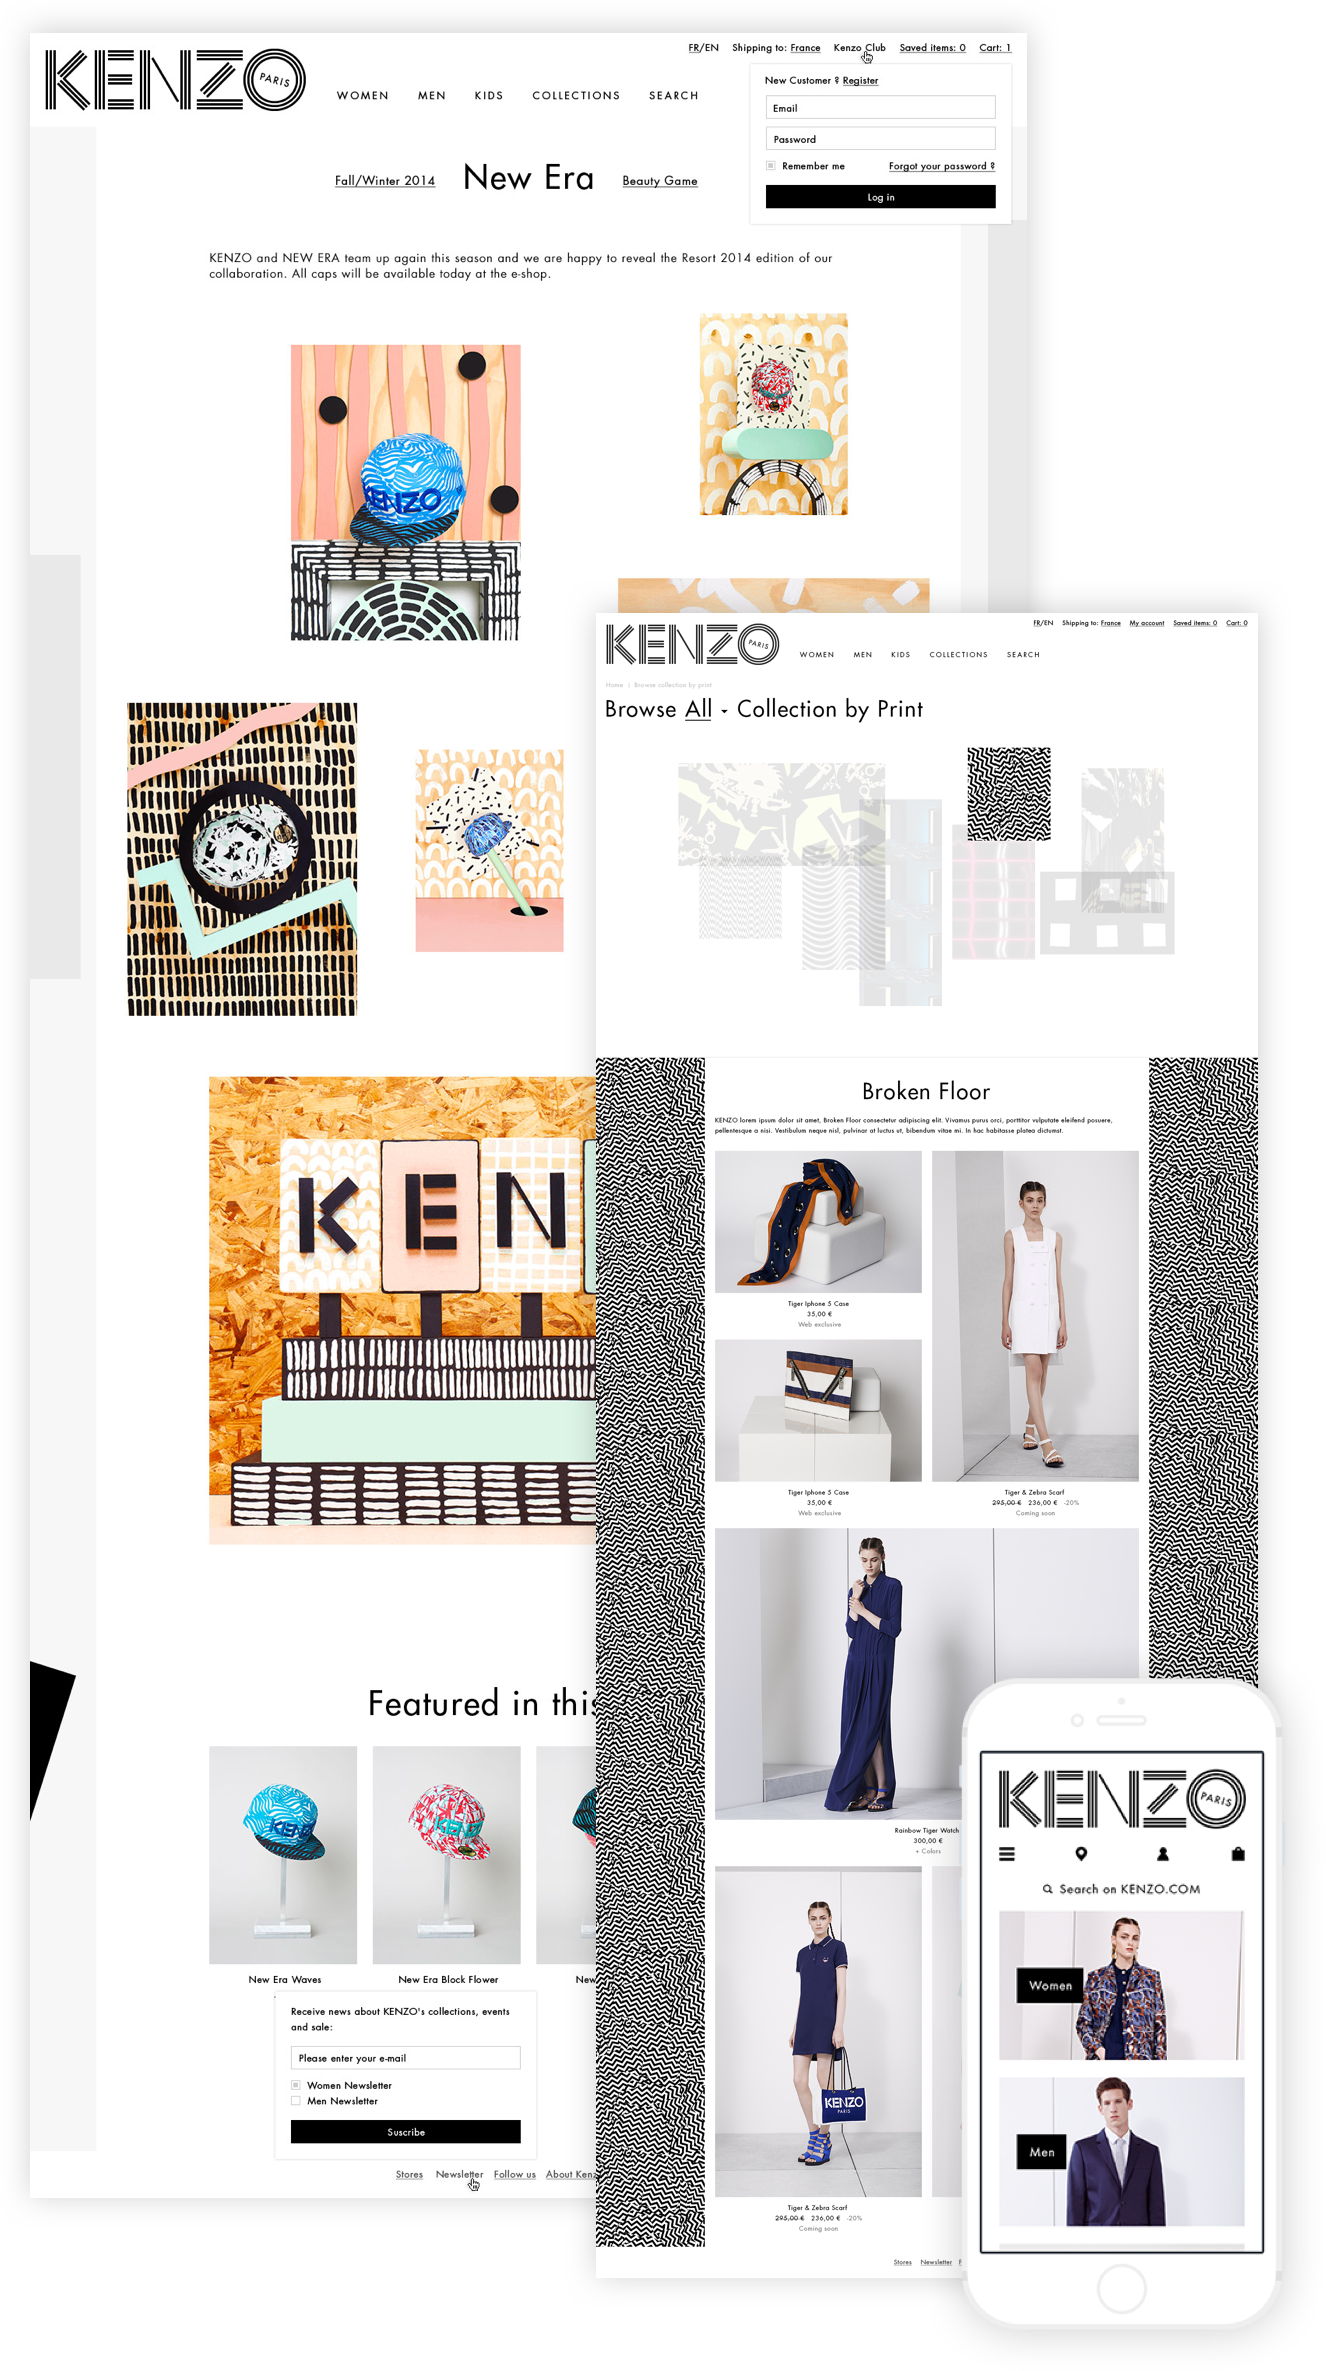 KENZO PARIS
FR/EN Shipping to: France Kenzo Club Saved items: 0 Cart: 1
WOMEN MEN KIDS COLLECTIONS SEARCH
New Customer ? Register
Email
Password
Remember me Forgot your password ?
Log in
Fall/Winter 2014 New Era Beauty Game
KENZO and NEW ERA team up again this season and we are happy to reveal the Resort 2014 edition of our
collaboration. All caps will be available today at the e-shop.
KENZO
KEN
Featured in this
KENZO
KENZO
New Era Waves
New Era Block Flower
New
Receive news about KENZO's collections, events
and sale:
Please enter your e-mail
Women Newsletter
Men Newsletter
Suscribe
Stores Newsletter Follow us About Kenz
KENZO PARIS
FR/EN Shipping to: France My account Saved items: 0 Cart: 0
WOMEN MEN KIDS COLLECTIONS SEARCH
Home | Browse collection by print
Browse All - Collection by Print
Broken Floor
KENZO lorem ipsum dolor sit amet, Broken Floor consectetur adipiscing elit. Vivamus purus orci, porttitor vulputate eleifend posuere,
pellentesque a nisi. Vestibulum neque nisl, pulvinar at luctus ut, bibendum vitae mi. In hac habitasse platea dictumst.
Tiger Iphone 5 Case
35,00 €
Web exclusive
Tiger Iphone 5 Case
35,00 €
Web exclusive
Tiger & Zebra Scarf
295,00 € 236,00 € -20%
Coming soon
Rainbow Tiger Watch
300,00 €
+ Colors
KENZO
PARIS
Tiger & Zebra Scarf
295,00 € 236,00 € -20%
Coming soon
Stores Newsletter F
KENZO PARIS
Search on KENZO.COM
Women
Men